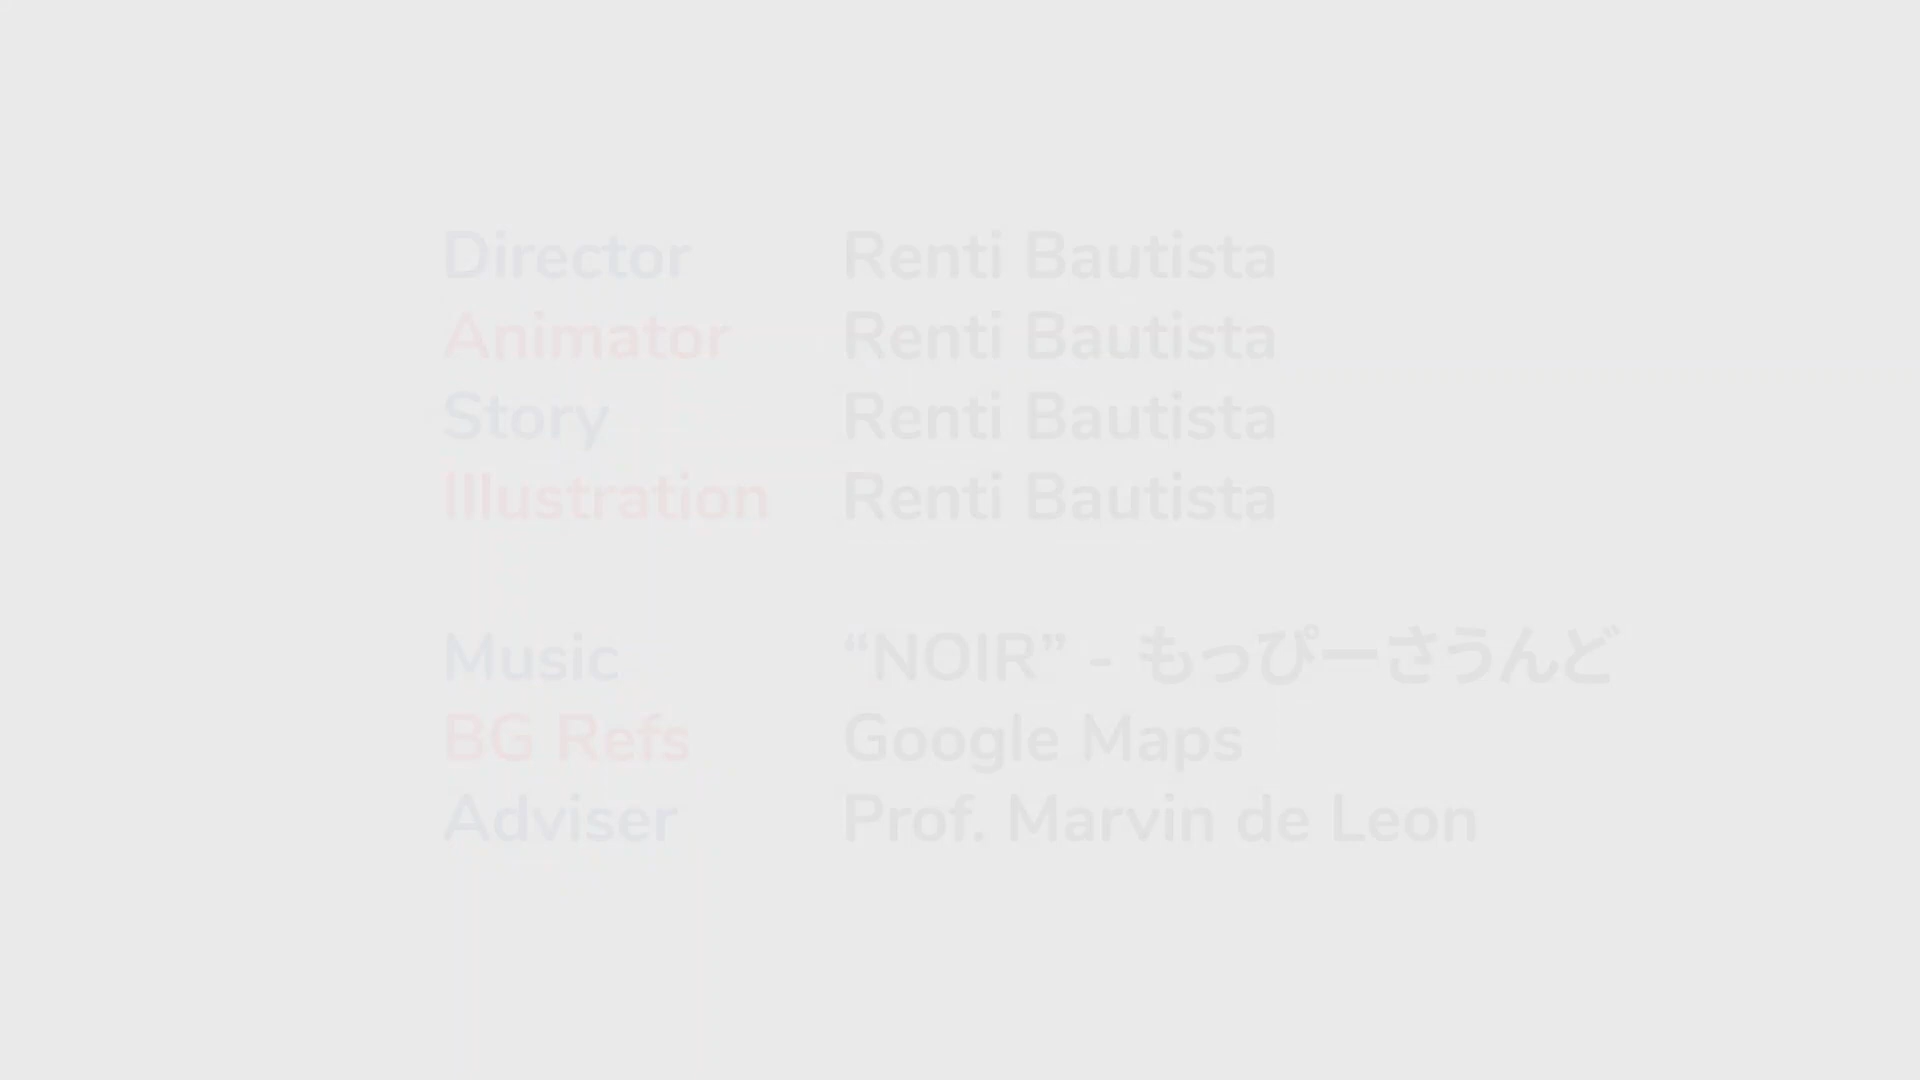 Director Renti Bautista
Animator Renti Bautista
Story Renti Bautista
Illustration Renti Bautista
Music “NOIR” - もっぴーさうんど
BG Refs Google Maps
Adviser Prof. Marvin de Leon